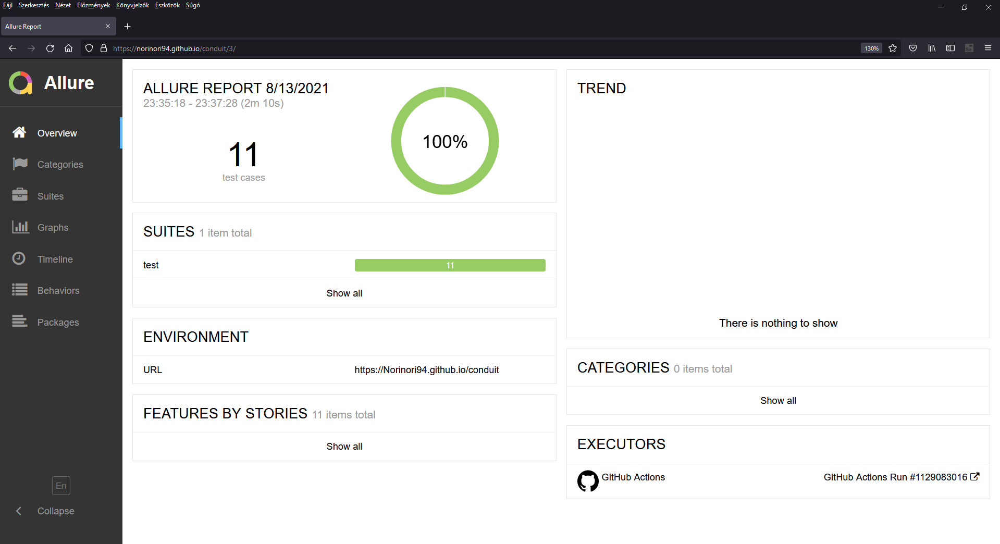 Fájl Szerkesztés Nézet Előzmények Könyvjelzők Eszközök Súgó
Allure Report
https://norinori94.github.io/conduit/3/
130%
Allure
Overview
Categories
Suites
Graphs
Timeline
Behaviors
Packages
En
Collapse
ALLURE REPORT 8/13/2021
23:35:18 - 23:37:28 (2m 10s)
11
test cases
100%
SUITES 1 item total
test 11
Show all
ENVIRONMENT
URL https://Norinori94.github.io/conduit
FEATURES BY STORIES 11 items total
Show all
TREND
There is nothing to show
CATEGORIES 0 items total
Show all
EXECUTORS
GitHub Actions GitHub Actions Run #1129083016